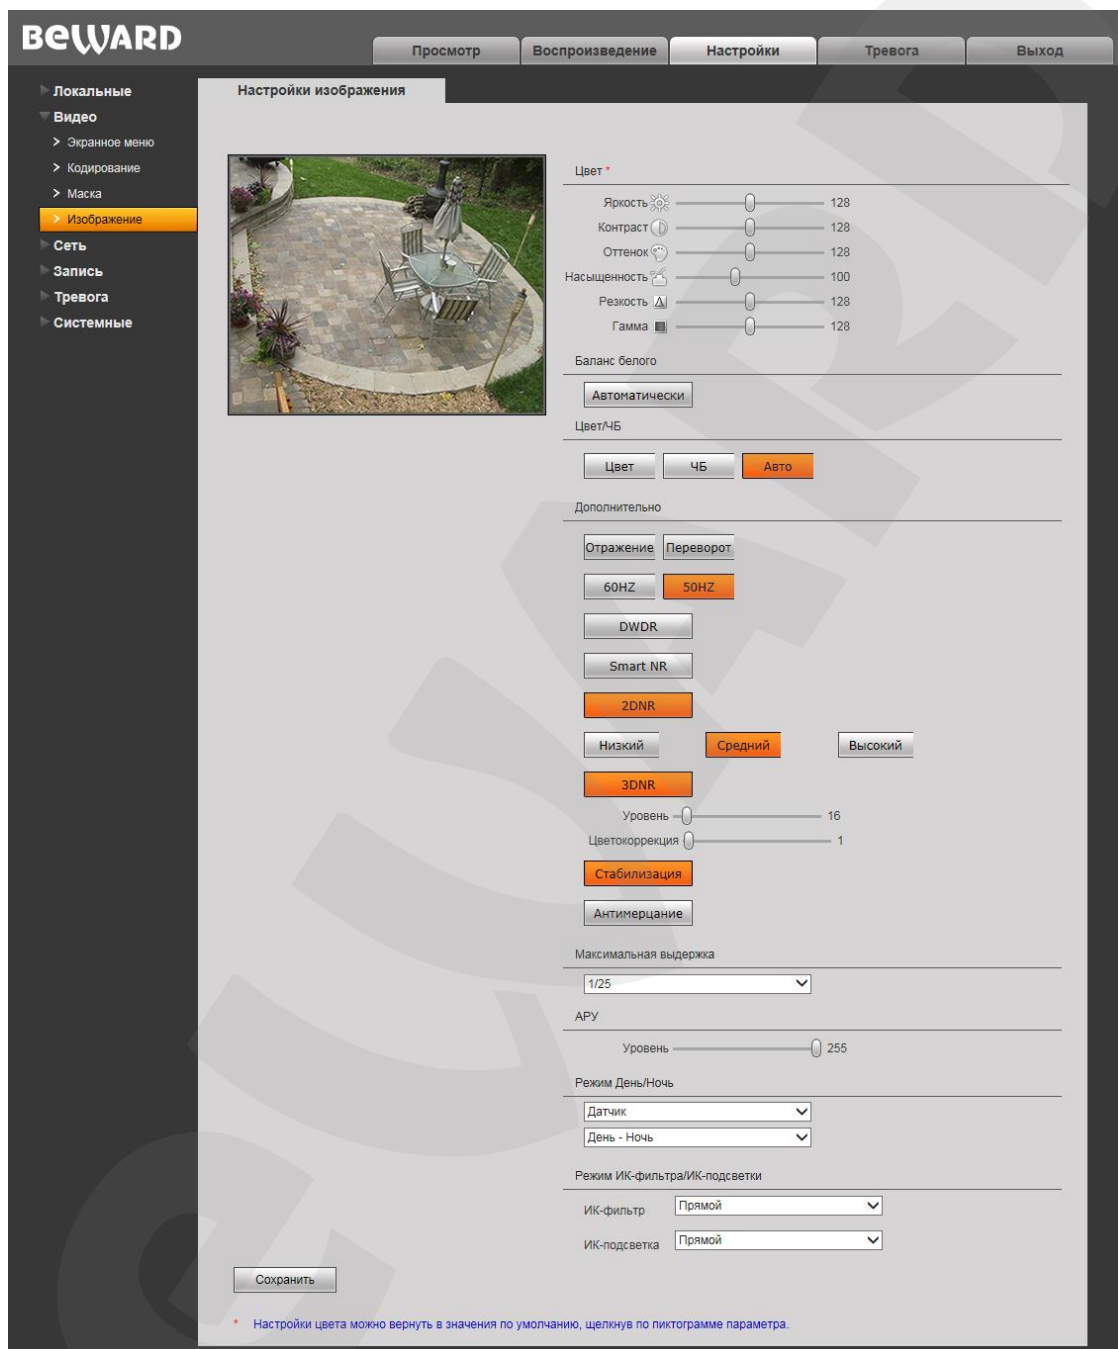 BEWARD
Просмотр Воспроизведение Настройки Тревога Выход
Локальные
Видео
> Экранное меню
> Кодирование
> Маска
> Изображение
Сеть
Запись
Тревога
Системные
Настройки изображения
Цвет *
Яркость 128
Контраст 128
Оттенок 128
Насыщенность 100
Резкость 128
Гамма 128
Баланс белого
Автоматически
Цвет/ЧБ
Цвет ЧБ Авто
Дополнительно
Отражение Переворот
60HZ 50HZ
DWDR
Smart NR
2DNR
Низкий Средний Высокий
3DNR
Уровень 16
Цветокоррекция 1
Стабилизация
Антимерцание
Максимальная выдержка
1/25
АРУ
Уровень 255
Режим День/Ночь
Датчик
День - Ночь
Режим ИК-фильтра/ИК-подсветки
ИК-фильтр Прямой
ИК-подсветка Прямой
Сохранить
* Настройки цвета можно вернуть в значения по умолчанию, щелкнув по пиктограмме параметра.